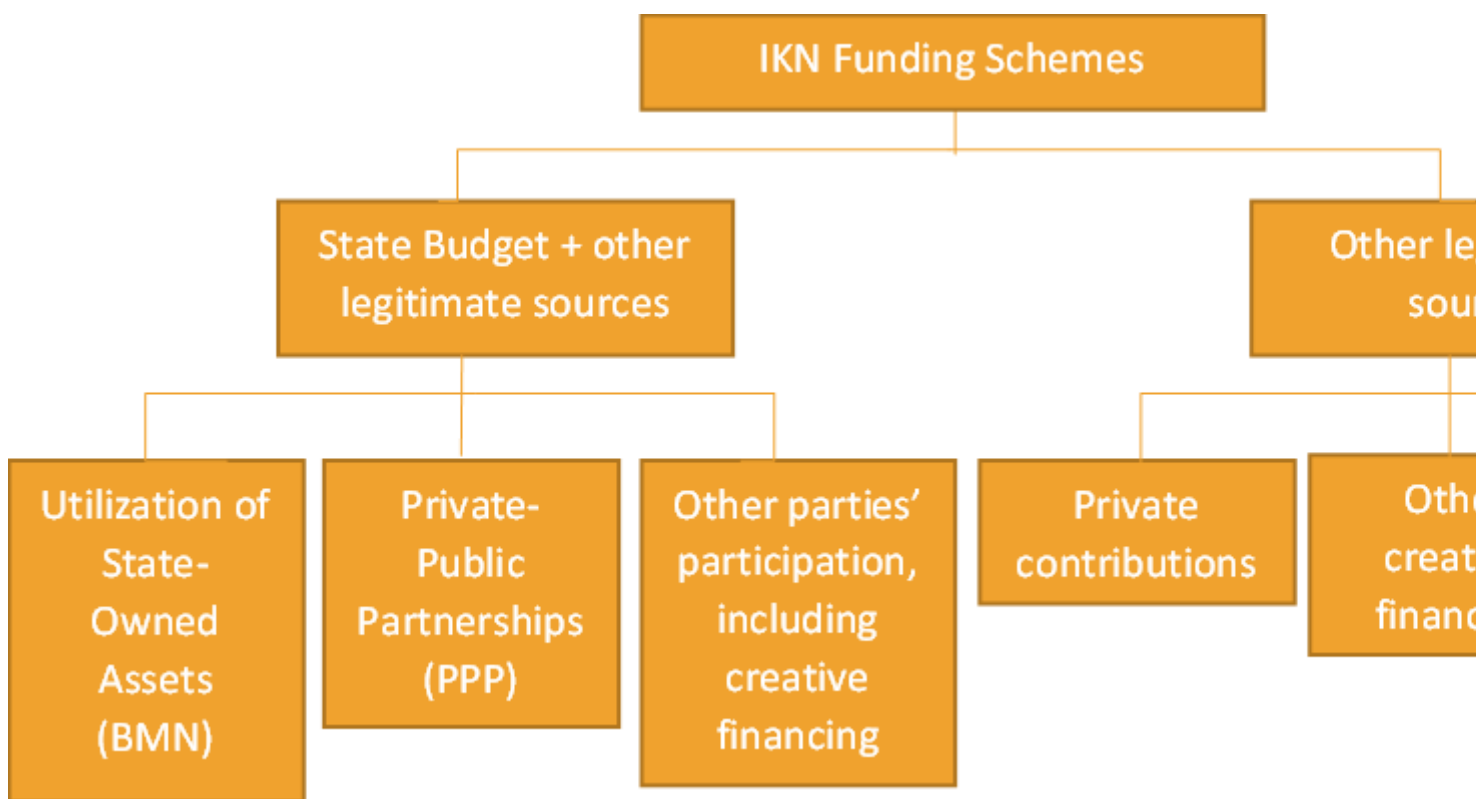 IKN Funding Schemes
State Budget + other
legitimate sources
Other
Utilization of
State-
Owned
Assets
(BMN)
Private-
Public
Partnerships
(PPP)
Other parties’
participation,
including
creative
financing
Private
contributions